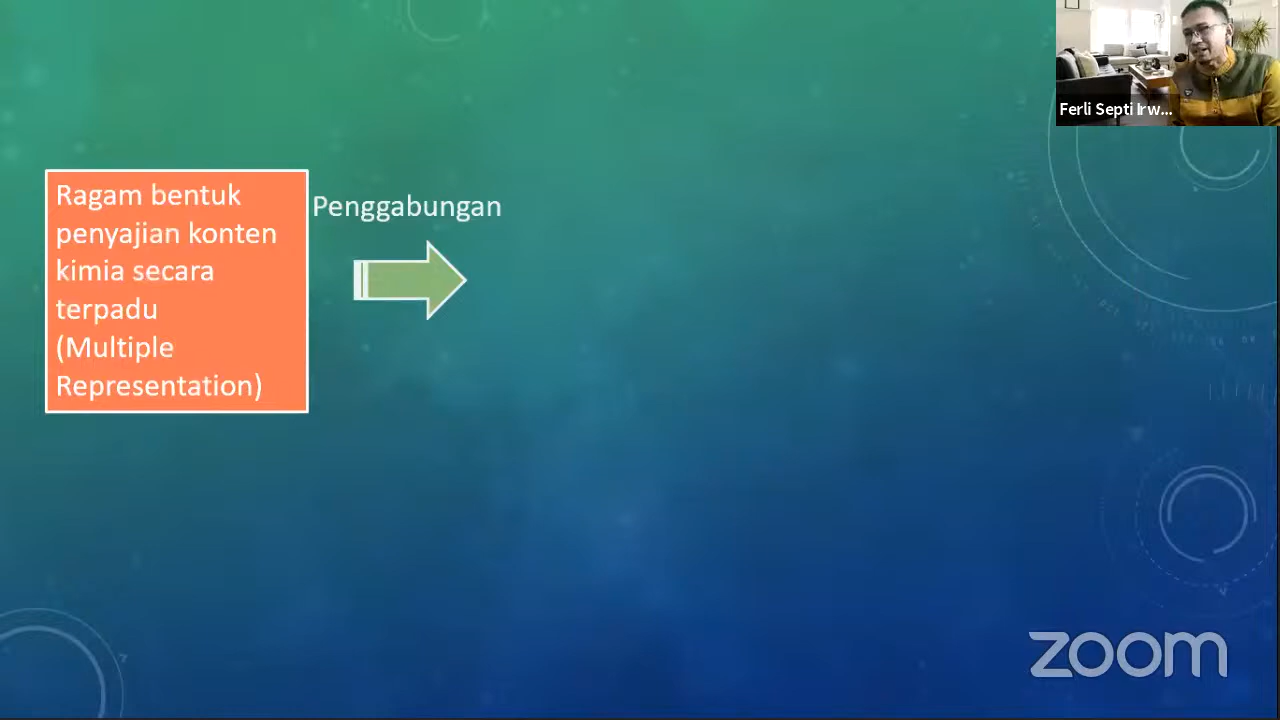 Ferli Septi Irw...
Ragam bentuk
penyajian konten
kimia secara
terpadu
(Multiple
Representation)
Penggabungan
zoom